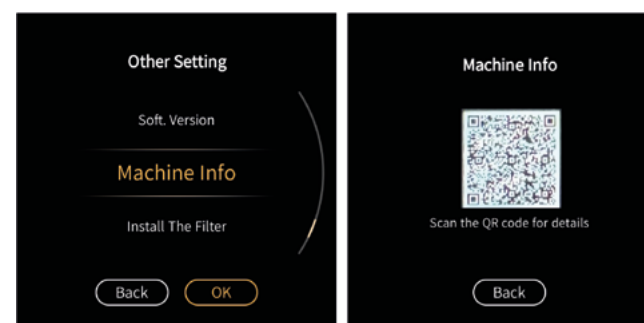 Other Setting
Soft. Version
Machine Info
Install The Filter
Back
OK
Machine Info
Scan the QR code for details
Back